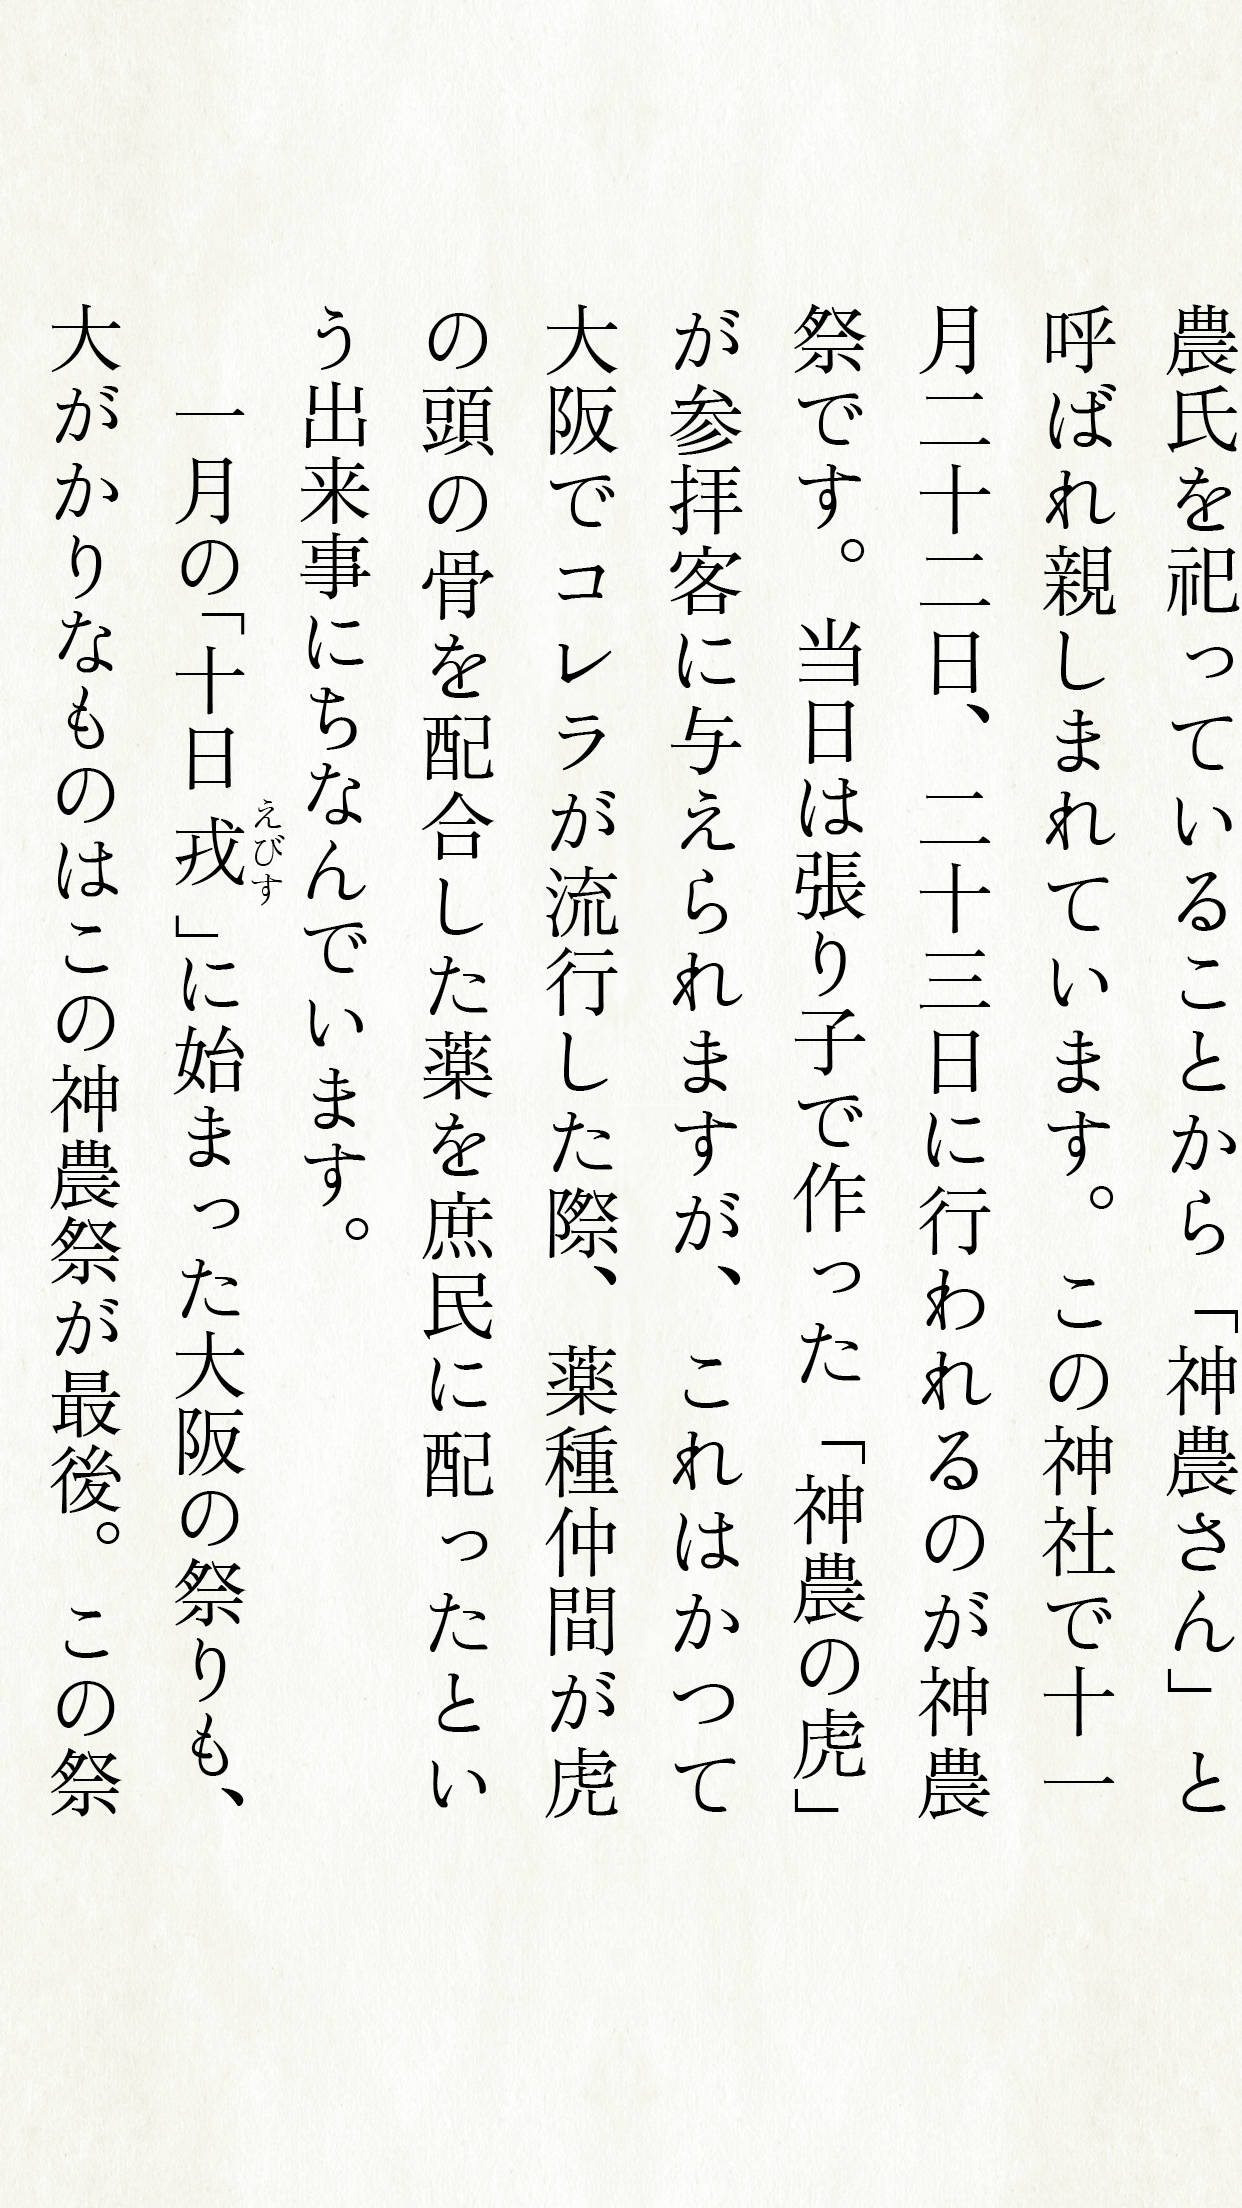 農氏を祀っていることから「神農さん」と
呼ばれ親しまれています。この神社で十一
月二十二日、二十三日に行われるのが神農
祭です。当日は張り子で作った「神農の虎」
が参拝客に与えられますが、これはかつて
大阪でコレラが流行した際、薬種仲間が虎
の頭の骨を配合した薬を庶民に配ったとい
う出来事にちなんでいます。
一月の「十日戎」に始まった大阪の祭りも、
えびす
大がかりなものはこの神農祭が最後。この祭